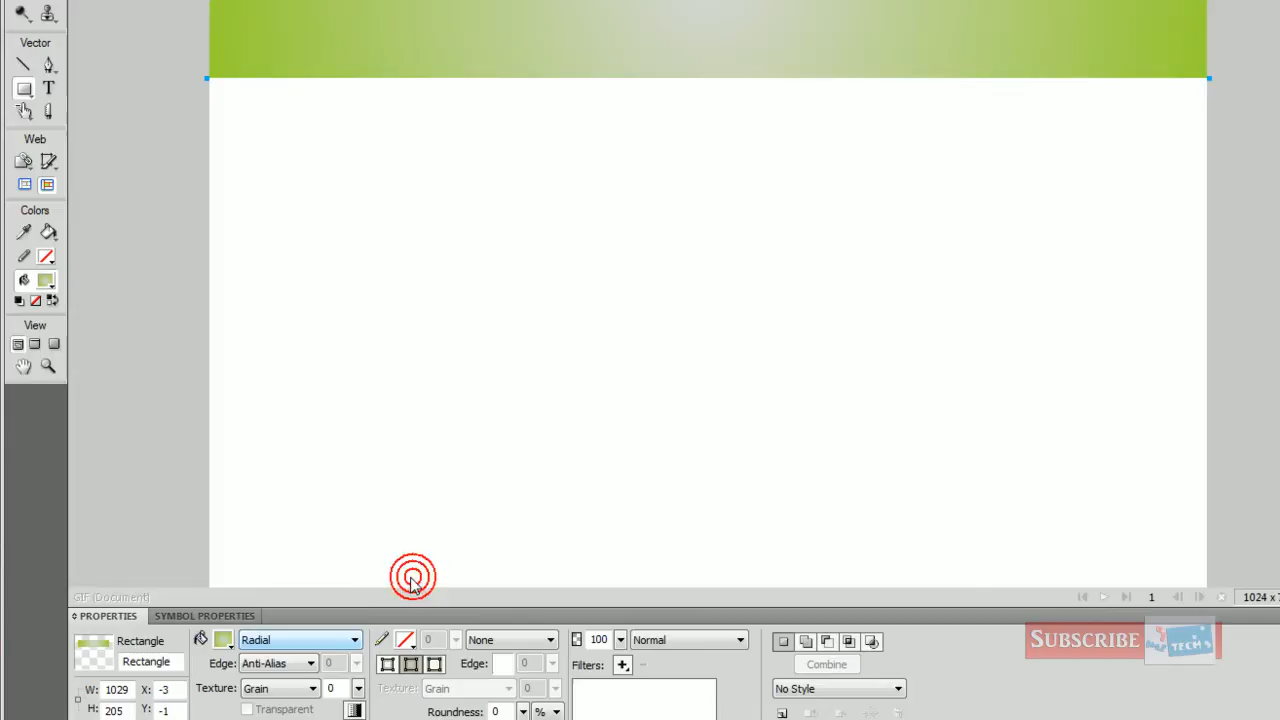 Vector
T
Web
Colors
View
GIF (Document)
1
1024 x 7
PROPERTIES
SYMBOL PROPERTIES
Rectangle
Radial
0
None
100
Normal
Rectangle
Edge:
Anti-Alias
0
Edge:
0
Filters:
Combine
W: 1029
X: -3
Texture:
Grain
0
Texture:
Grain
0
No Style
H: 205
Y: -1
Transparent
Roundness: 0
%
SUBSCRIBE
TECH'S